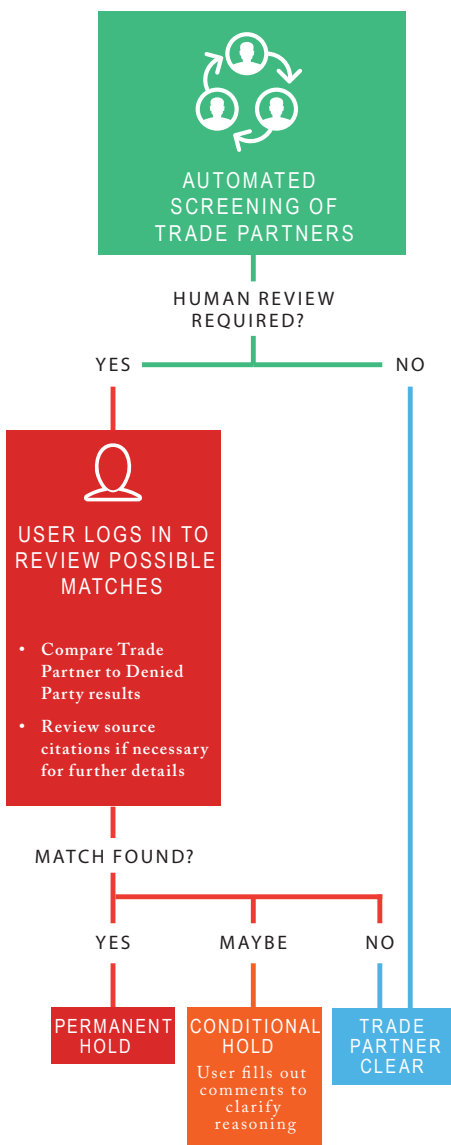 AUTOMATED
SCREENING OF
TRADE PARTNERS
HUMAN REVIEW
REQUIRED?
YES
NO
USER LOGS IN TO
REVIEW POSSIBLE
MATCHES
• Compare Trade
Partner to Denied
Party results
• Review source
citations if necessary
for further details
MATCH FOUND?
YES
MAYBE
NO
PERMANENT
HOLD
CONDITIONAL
HOLD
User fills out
comments to
clarify
reasoning
TRADE
PARTNER
CLEAR